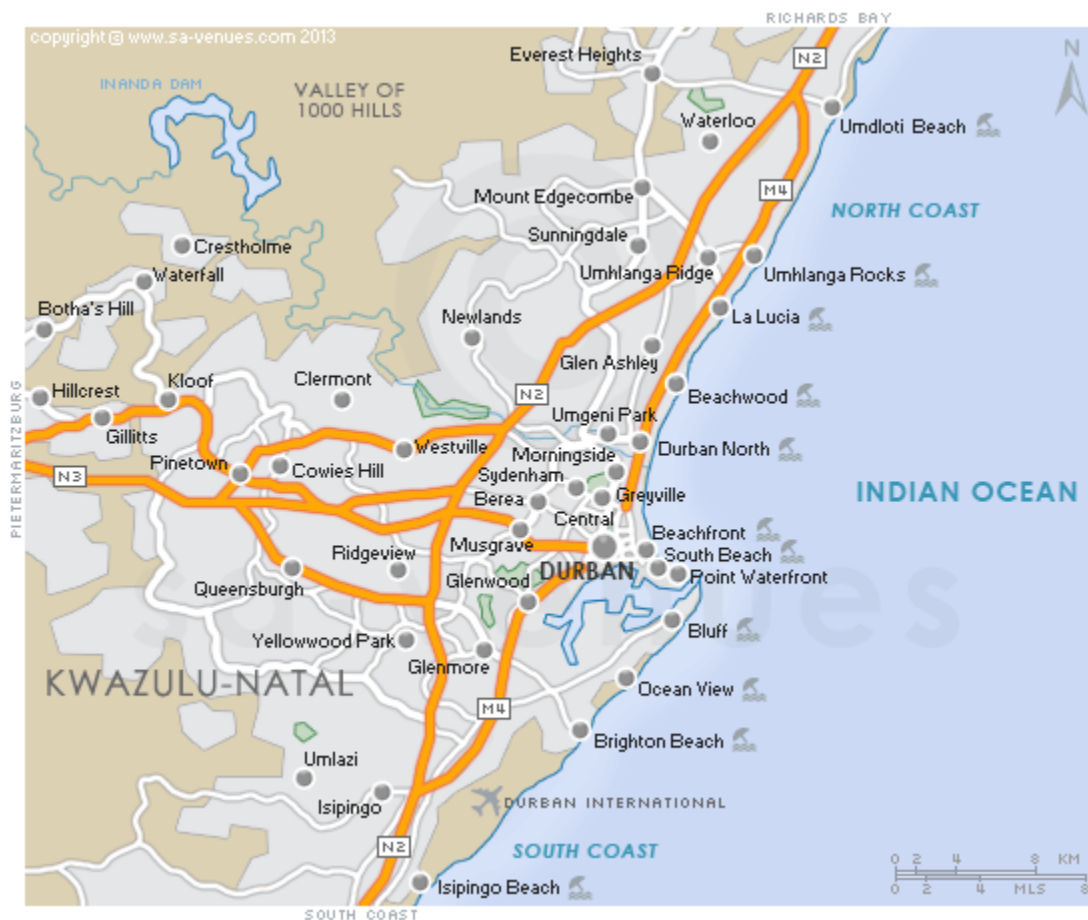 RICHARDS BAY
copyright © www.sa-venues.com 2013
N
Everest Heights
N2
INANDA DAM
VALLEY OF
1000 HILLS
Waterloo
Umdloti Beach
Mount Edgecombe
M4
NORTH COAST
Sunningdale
Crestholme
Umhlanga Ridge
Umhlanga Rocks
Waterfall
Botha's Hill
Newlands
La Lucia
Glen Ashley
Hillcrest
Kloof
Clermont
N2
Beachwood
PIETERMARITZBURG
Gillitts
Umgeni Park
Westville
Durban North
Pinetown
Cowies Hill
Morningside
N3
Sydenham
Berea
Greyville
INDIAN OCEAN
Central
Beachfront
Musgrave
South Beach
Ridgeview
DURBAN
Point Waterfront
Queensburgh
Glenwood
sa-venues
Bluff
Yellowwood Park
Glenmore
KWAZULU-NATAL
Ocean View
M4
Brighton Beach
Umlazi
Isipingo
DURBAN INTERNATIONAL
N2
SOUTH COAST
0 2 4 8 KM
0 2 4 MLS 8
Isipingo Beach
SOUTH COAST